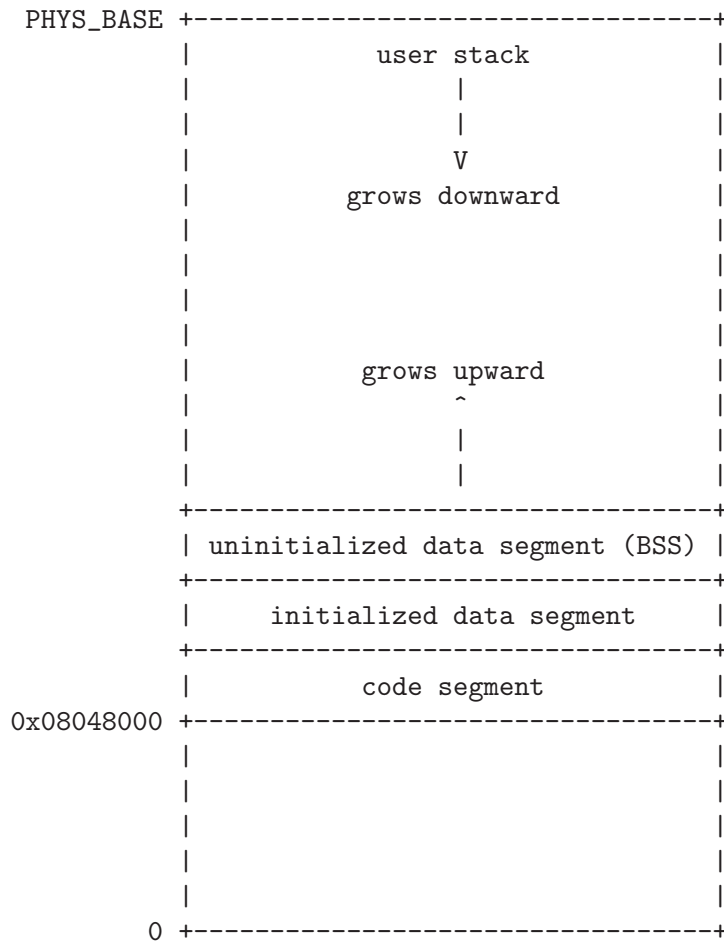 PHYS_BASE +----------------------------------+
|            user stack            |
|                 |                |
|                 |                |
|                 V                |
|          grows downward          |
|                                  |
|                                  |
|                                  |
|                                  |
|           grows upward           |
|                 ^                |
|                 |                |
|                 |                |
+----------------------------------+
| uninitialized data segment (BSS) |
+----------------------------------+
|     initialized data segment     |
+----------------------------------+
|           code segment           |
0x08048000 +----------------------------------+
|                                  |
|                                  |
|                                  |
|                                  |
|                                  |
0 +----------------------------------+